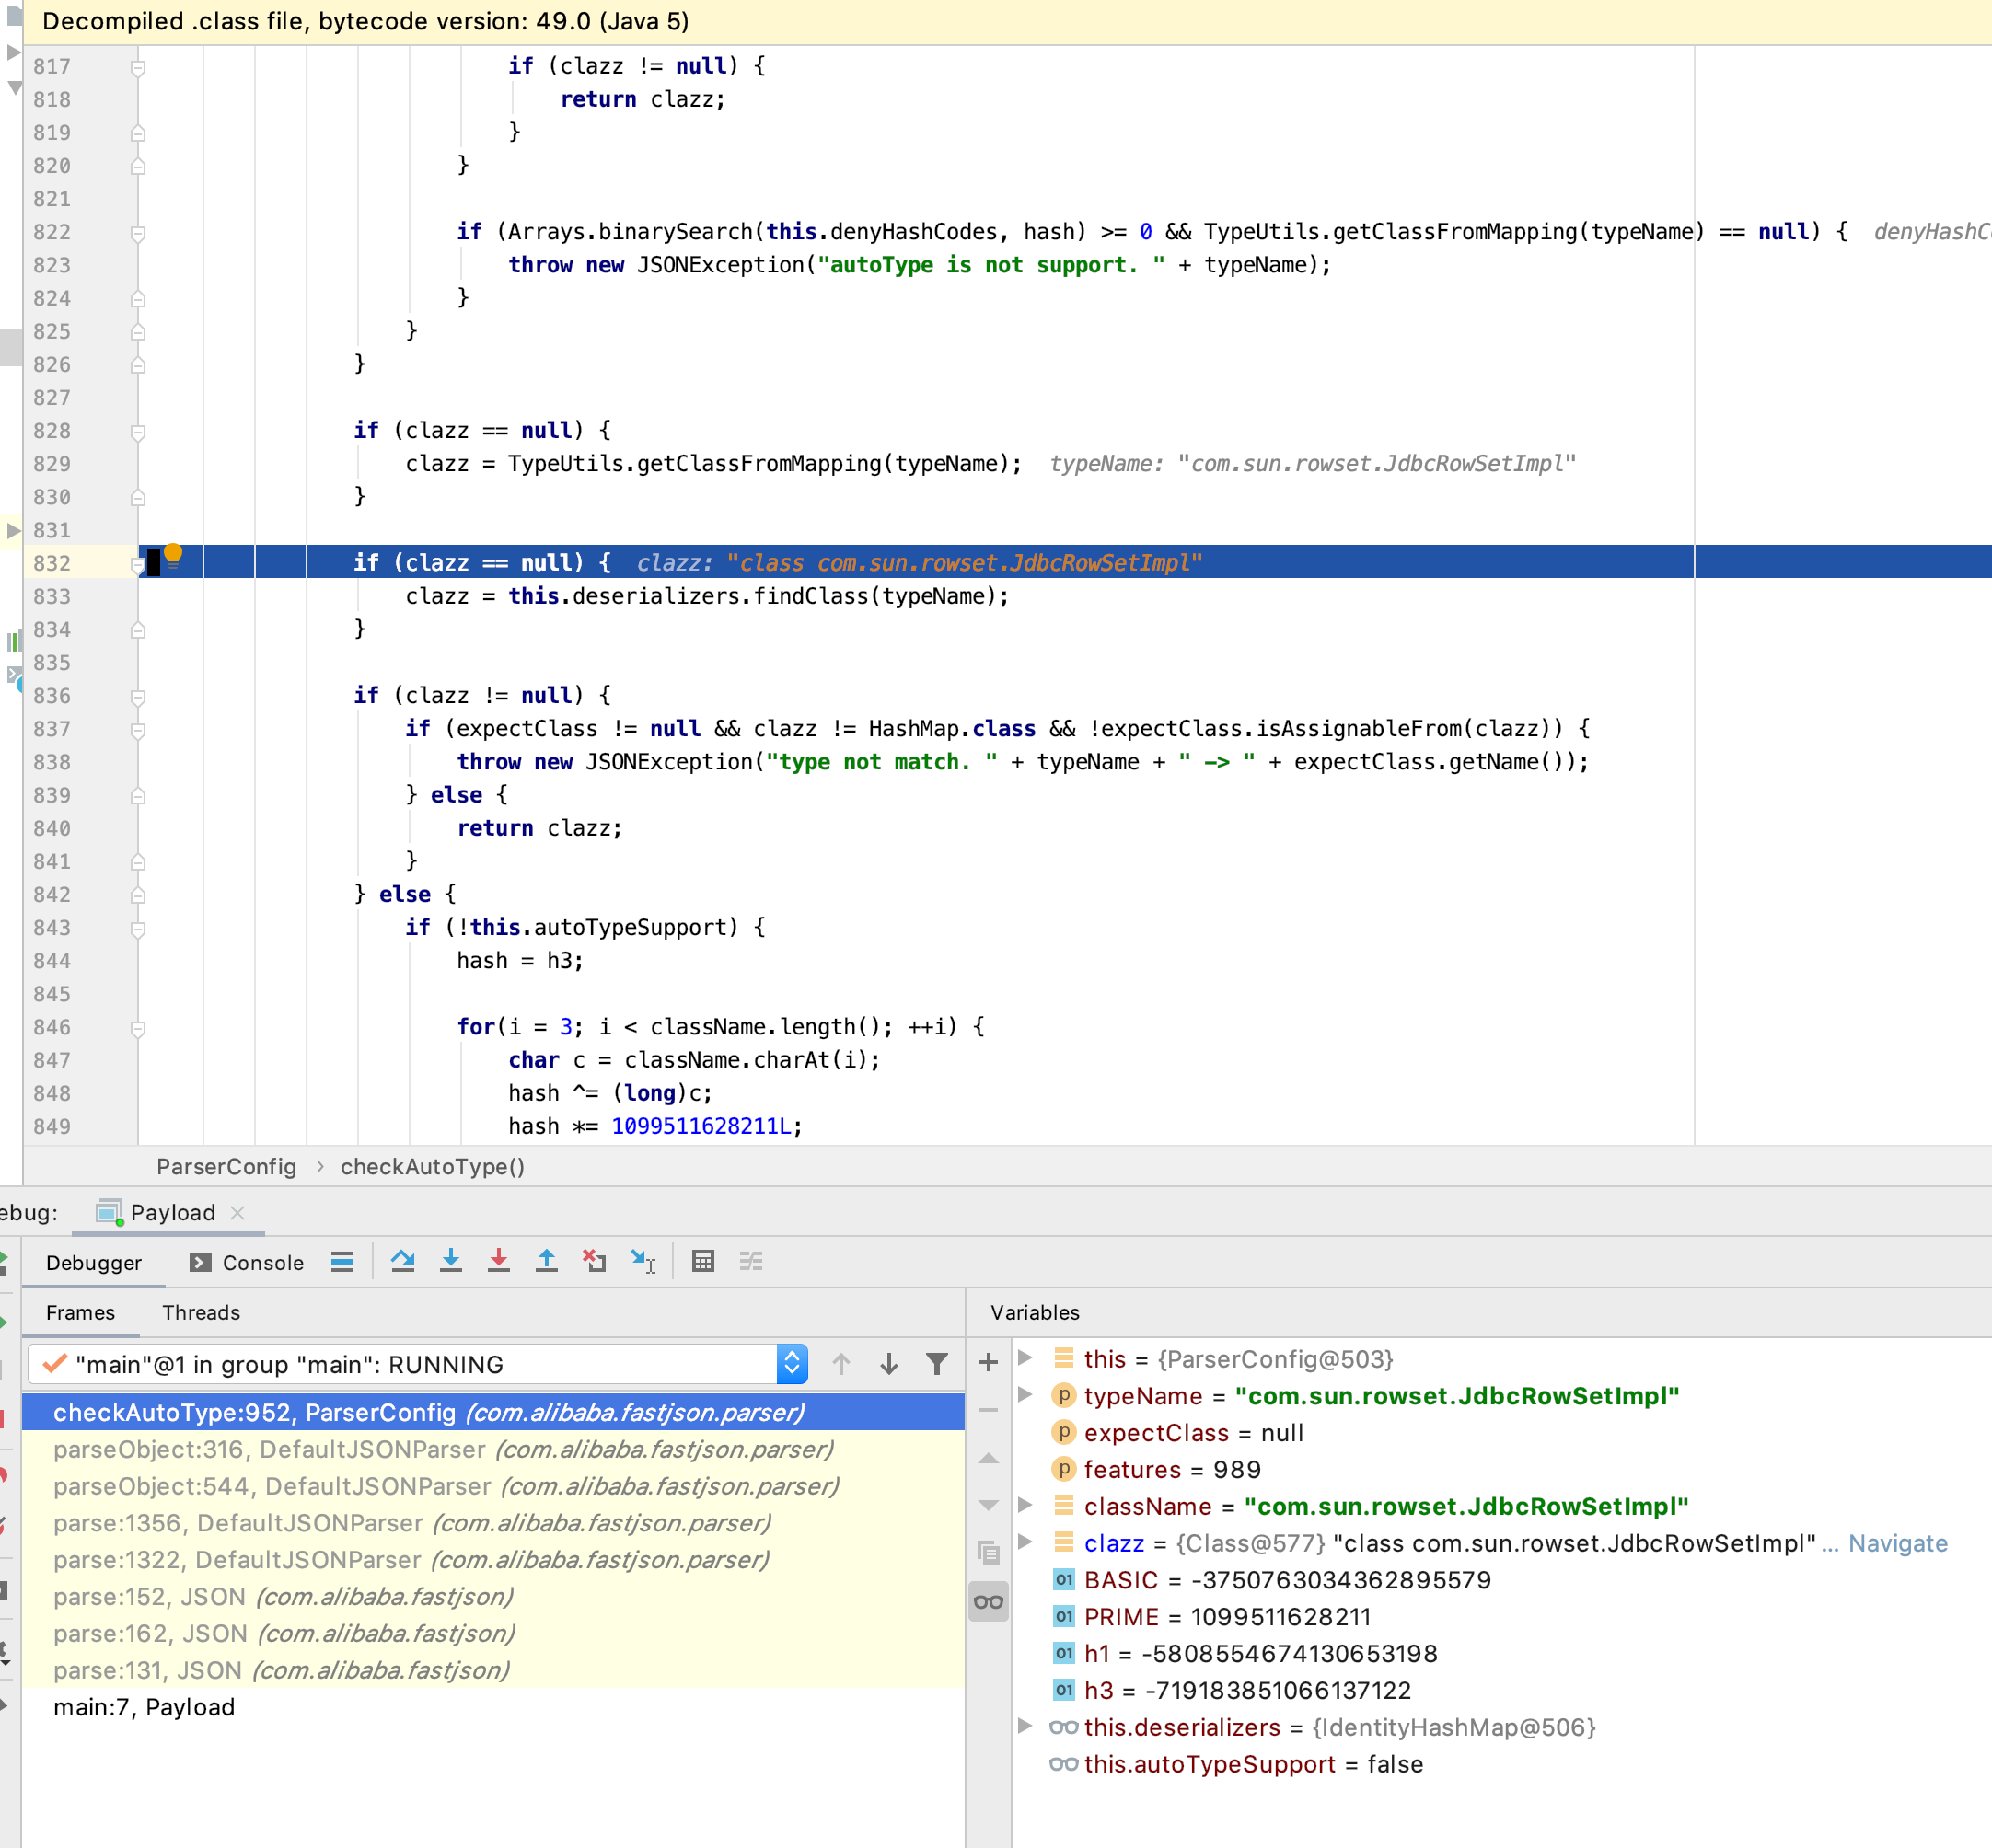 Decompiled .class file, bytecode version: 49.0 (Java 5)
817 if (clazz != null) {
818 return clazz;
819 }
820 }
821
822 if (Arrays.binarySearch(this.denyHashCodes, hash) >= 0 && TypeUtils.getClassFromMapping(typeName) == null) {
823 throw new JSONException("autoType is not support. " + typeName);
824 }
825 }
826 }
827
828 if (clazz == null) {
829 clazz = TypeUtils.getClassFromMapping(typeName); typeName: "com.sun.rowset.JdbcRowSetImpl"
830 }
831
832 if (clazz == null) { clazz: "class com.sun.rowset.JdbcRowSetImpl"
833 clazz = this.deserializers.findClass(typeName);
834 }
835
836 if (clazz != null) {
837 if (expectClass != null && clazz != HashMap.class && !expectClass.isAssignableFrom(clazz)) {
838 throw new JSONException("type not match. " + typeName + " -> " + expectClass.getName());
839 } else {
840 return clazz;
841 }
842 } else {
843 if (!this.autoTypeSupport) {
844 hash = h3;
845
846 for(i = 3; i < className.length(); ++i) {
847 char c = className.charAt(i);
848 hash ^= (long)c;
849 hash *= 1099511628211L;
ParserConfig › checkAutoType()
ebug: Payload
Debugger Console
Frames Threads
"main"@1 in group "main": RUNNING
checkAutoType:952, ParserConfig (com.alibaba.fastjson.parser)
parseObject:316, DefaultJSONParser (com.alibaba.fastjson.parser)
parseObject:544, DefaultJSONParser (com.alibaba.fastjson.parser)
parse:1356, DefaultJSONParser (com.alibaba.fastjson.parser)
parse:1322, DefaultJSONParser (com.alibaba.fastjson.parser)
parse:152, JSON (com.alibaba.fastjson)
parse:162, JSON (com.alibaba.fastjson)
parse:131, JSON (com.alibaba.fastjson)
main:7, Payload
Variables
this = {ParserConfig@503}
p typeName = "com.sun.rowset.JdbcRowSetImpl"
p expectClass = null
p features = 989
className = "com.sun.rowset.JdbcRowSetImpl"
clazz = {Class@577} "class com.sun.rowset.JdbcRowSetImpl" ... Navigate
01 BASIC = -3750763034362895579
01 PRIME = 1099511628211
01 h1 = -5808554674130653198
01 h3 = -719183851066137122
this.deserializers = {IdentityHashMap@506}
this.autoTypeSupport = false